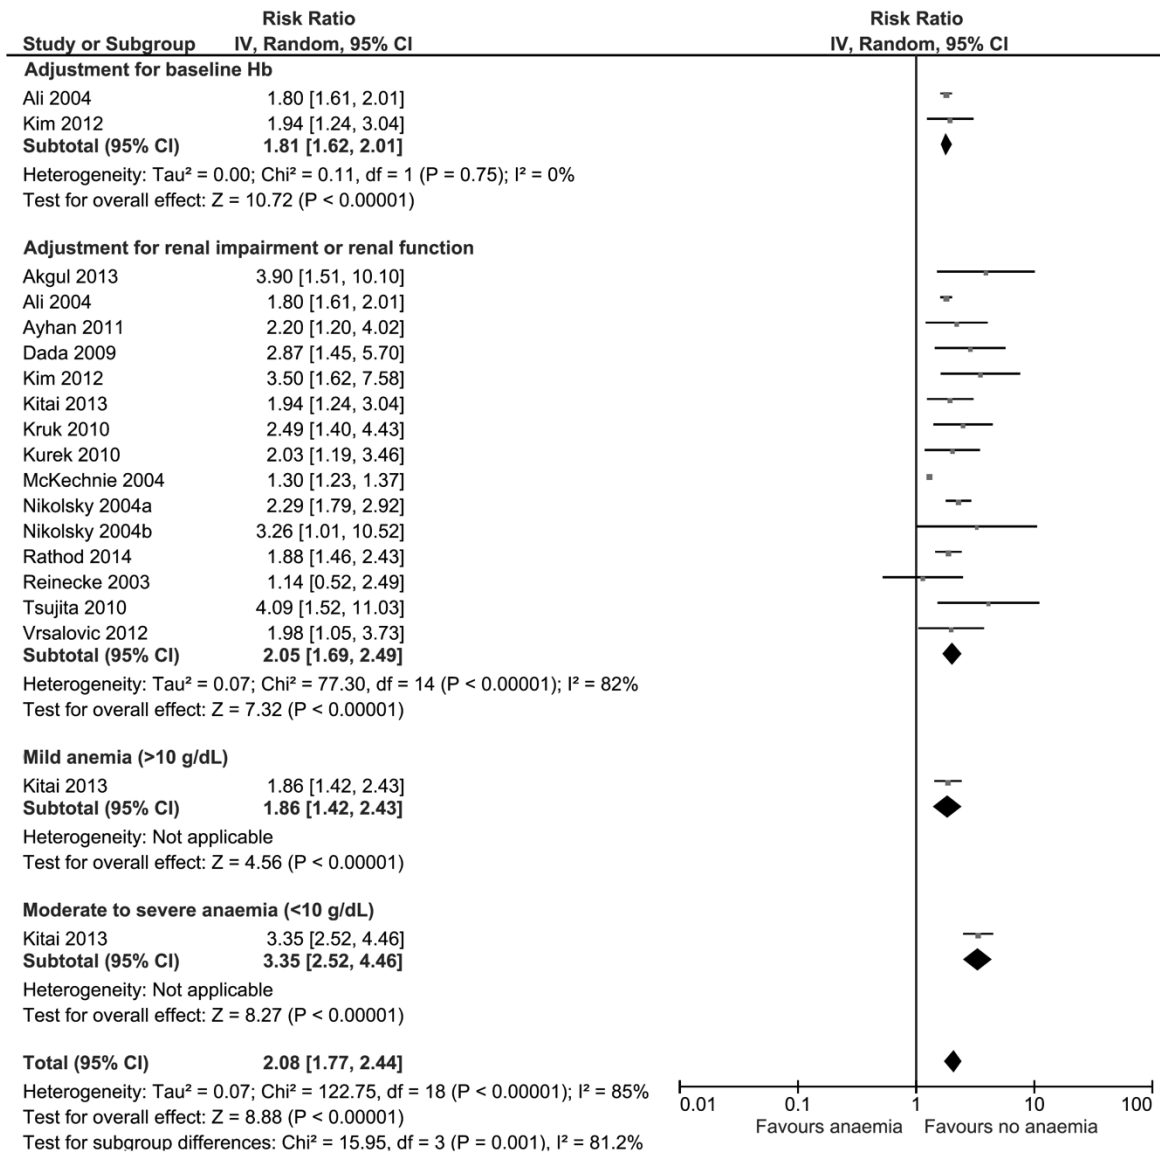 Risk Ratio Risk Ratio
Study or Subgroup IV, Random, 95% CI IV, Random, 95% CI
Adjustment for baseline Hb
Ali 2004 1.80 [1.61, 2.01]
Kim 2012 1.94 [1.24, 3.04]
Subtotal (95% CI) 1.81 [1.62, 2.01]
Heterogeneity: Tau² = 0.00; Chi² = 0.11, df = 1 (P = 0.75); I² = 0%
Test for overall effect: Z = 10.72 (P < 0.00001)
Adjustment for renal impairment or renal function
Akgul 2013 3.90 [1.51, 10.10]
Ali 2004 1.80 [1.61, 2.01]
Ayhan 2011 2.20 [1.20, 4.02]
Dada 2009 2.87 [1.45, 5.70]
Kim 2012 3.50 [1.62, 7.58]
Kitai 2013 1.94 [1.24, 3.04]
Kruk 2010 2.49 [1.40, 4.43]
Kurek 2010 2.03 [1.19, 3.46]
McKechnie 2004 1.30 [1.23, 1.37]
Nikolsky 2004a 2.29 [1.79, 2.92]
Nikolsky 2004b 3.26 [1.01, 10.52]
Rathod 2014 1.88 [1.46, 2.43]
Reinecke 2003 1.14 [0.52, 2.49]
Tsujita 2010 4.09 [1.52, 11.03]
Vrsalovic 2012 1.98 [1.05, 3.73]
Subtotal (95% CI) 2.05 [1.69, 2.49]
Heterogeneity: Tau² = 0.07; Chi² = 77.30, df = 14 (P < 0.00001); I² = 82%
Test for overall effect: Z = 7.32 (P < 0.00001)
Mild anemia (>10 g/dL)
Kitai 2013 1.86 [1.42, 2.43]
Subtotal (95% CI) 1.86 [1.42, 2.43]
Heterogeneity: Not applicable
Test for overall effect: Z = 4.56 (P < 0.00001)
Moderate to severe anaemia (<10 g/dL)
Kitai 2013 3.35 [2.52, 4.46]
Subtotal (95% CI) 3.35 [2.52, 4.46]
Heterogeneity: Not applicable
Test for overall effect: Z = 8.27 (P < 0.00001)
Total (95% CI) 2.08 [1.77, 2.44]
Heterogeneity: Tau² = 0.07; Chi² = 122.75, df = 18 (P < 0.00001); I² = 85%
Test for overall effect: Z = 8.88 (P < 0.00001)
Test for subgroup differences: Chi² = 15.95, df = 3 (P = 0.001), I² = 81.2%
0.01 0.1 1 10 100
Favours anaemia Favours no anaemia